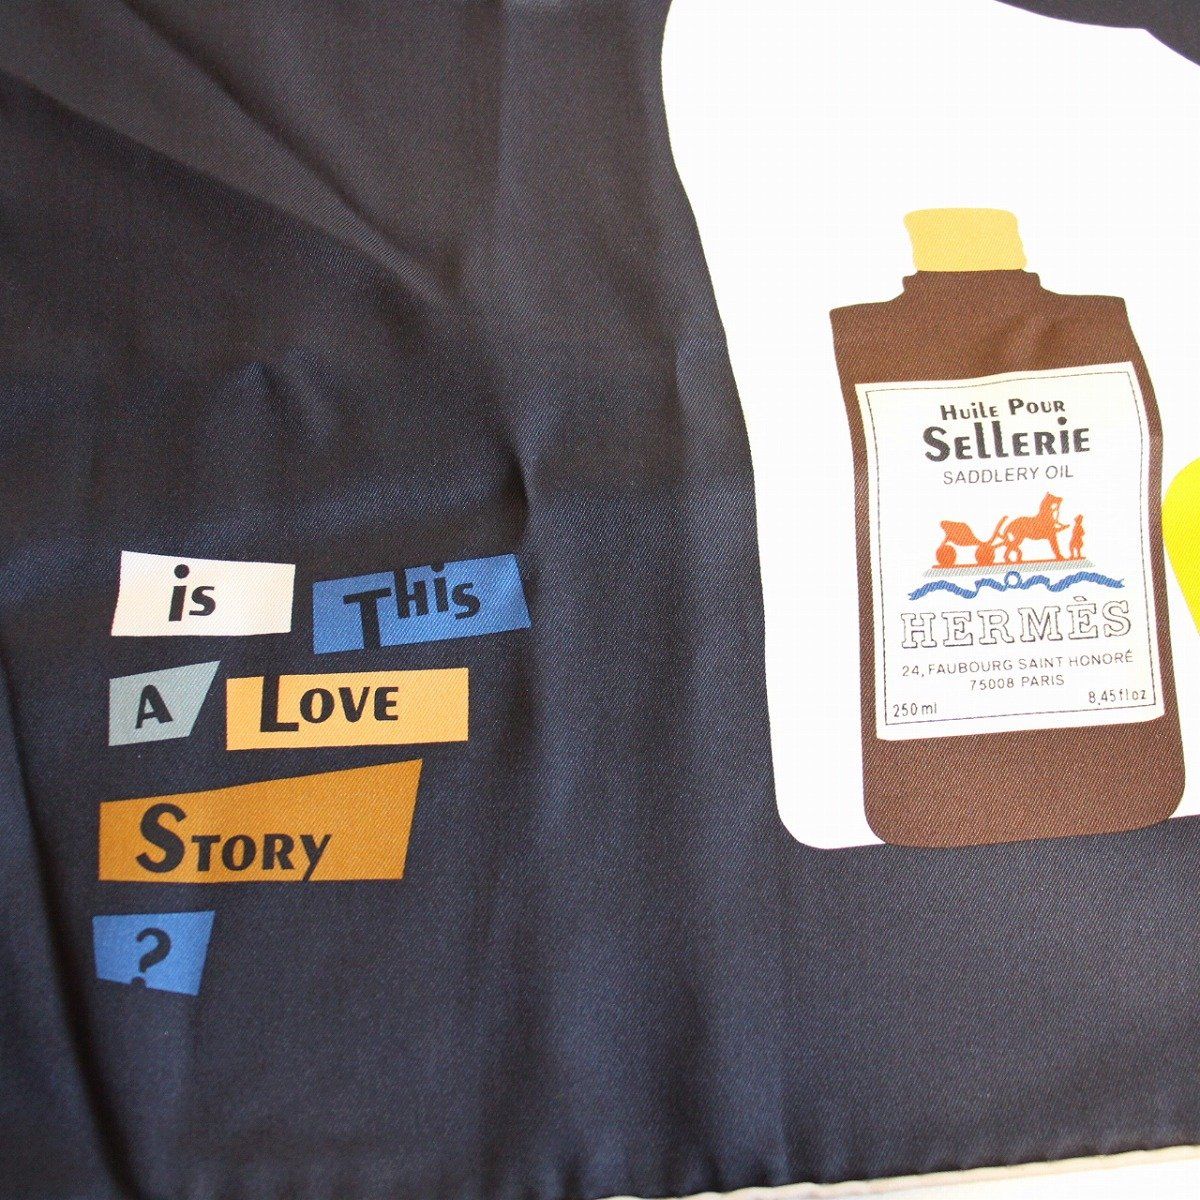 is This
A Love
Story
?
Huile Pour
Sellerie
SADDLERY OIL
HERMÈS
24, FAUBOURG SAINT HONORÉ
75008 PARIS
250 ml 8,45 fl oz